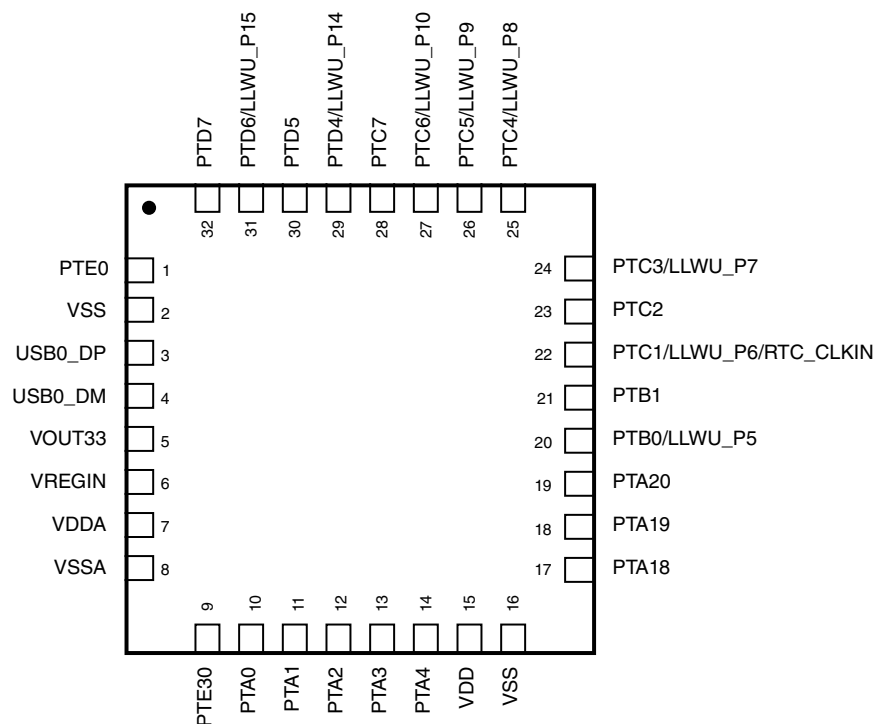 PTD7
PTD6/LLWU_P15
PTD5
PTD4/LLWU_P14
PTC7
PTC6/LLWU_P10
PTC5/LLWU_P9
PTC4/LLWU_P8
32
31
30
29
28
27
26
25
PTE0 1
VSS 2
USB0_DP 3
USB0_DM 4
VOUT33 5
VREGIN 6
VDDA 7
VSSA 8
24 PTC3/LLWU_P7
23 PTC2
22 PTC1/LLWU_P6/RTC_CLKIN
21 PTB1
20 PTB0/LLWU_P5
19 PTA20
18 PTA19
17 PTA18
9
10
11
12
13
14
15
16
PTE30
PTA0
PTA1
PTA2
PTA3
PTA4
VDD
VSS